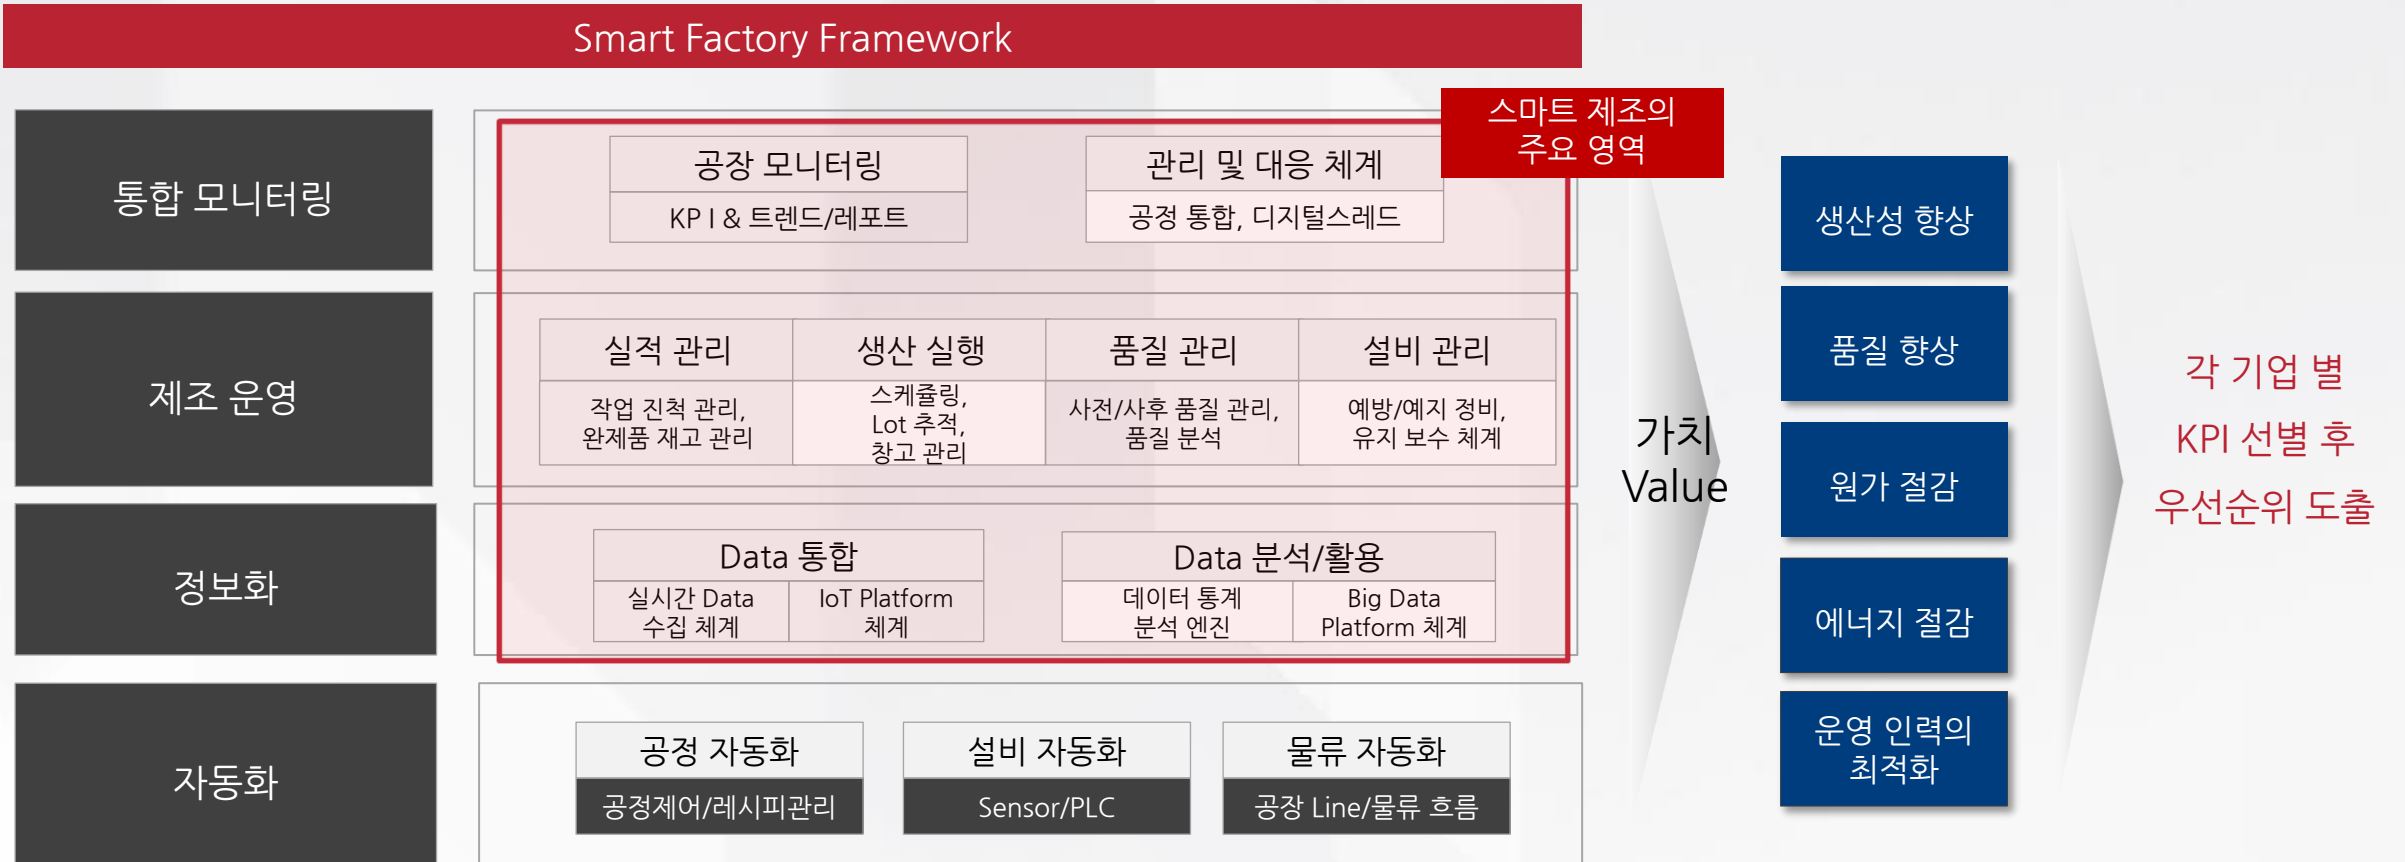 Smart Factory Framework
스마트 제조의
주요 영역
통합 모니터링
공장 모니터링
KP I & 트렌드/레포트
관리 및 대응 체계
공정 통합, 디지털스레드
제조 운영
실적 관리
작업 진척 관리,
완제품 재고 관리
생산 실행
스케쥴링,
Lot 추적,
창고 관리
품질 관리
사전/사후 품질 관리,
품질 분석
설비 관리
예방/예지 정비,
유지 보수 체계
정보화
Data 통합
실시간 Data
수집 체계
IoT Platform
체계
Data 분석/활용
데이터 통계
분석 엔진
Big Data
Platform 체계
자동화
공정 자동화
공정제어/레시피관리
설비 자동화
Sensor/PLC
물류 자동화
공장 Line/물류 흐름
가치
Value
생산성 향상
품질 향상
원가 절감
에너지 절감
운영 인력의
최적화
각 기업 별
KPI 선별 후
우선순위 도출